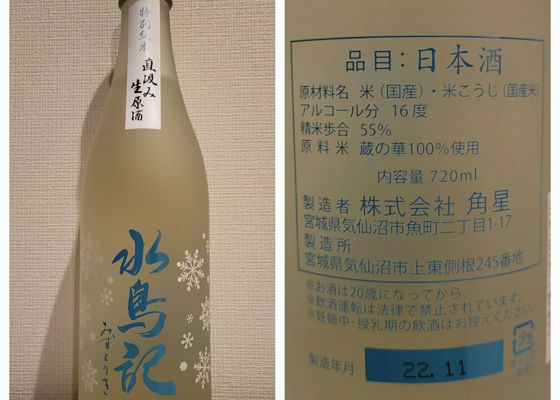 特別純米
直汲み
生原酒
水鳥記
みずとりき
品目：日本酒
原材料名 米（国産）・米こうじ（国産米）
アルコール分 16度
精米歩合 55%
原料米 蔵の華100%使用
内容量 720ml
製造者 株式会社 角星
宮城県気仙沼市魚町二丁目1-17
製造所
宮城県気仙沼市上東側根245番地
※お酒は20歳になってから。
※飲酒運転は法律で禁止されています。
※妊娠中・授乳期の飲酒はお控えください。
製造年月 22.11